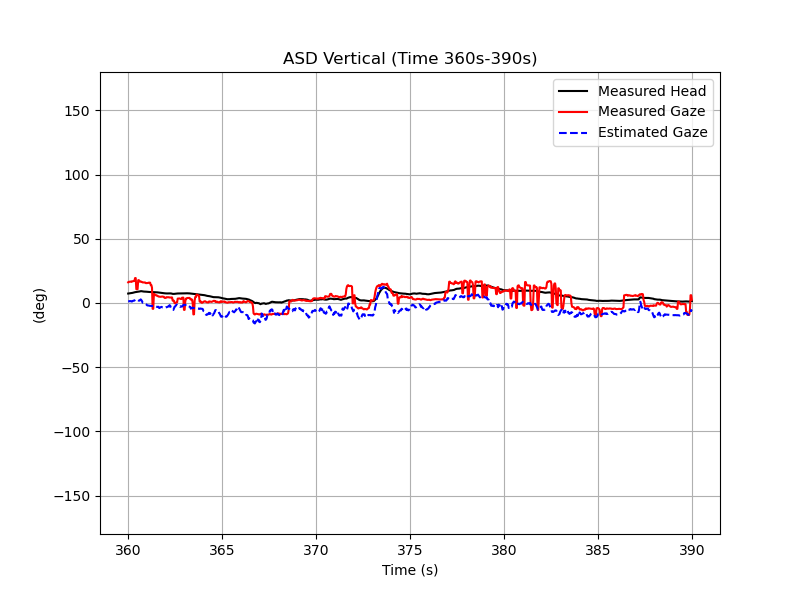 ASD Vertical (Time 360s-390s)
Measured Head
Measured Gaze
Estimated Gaze
150
100
50
0
−50
−100
−150
(deg)
360 365 370 375 380 385 390
Time (s)